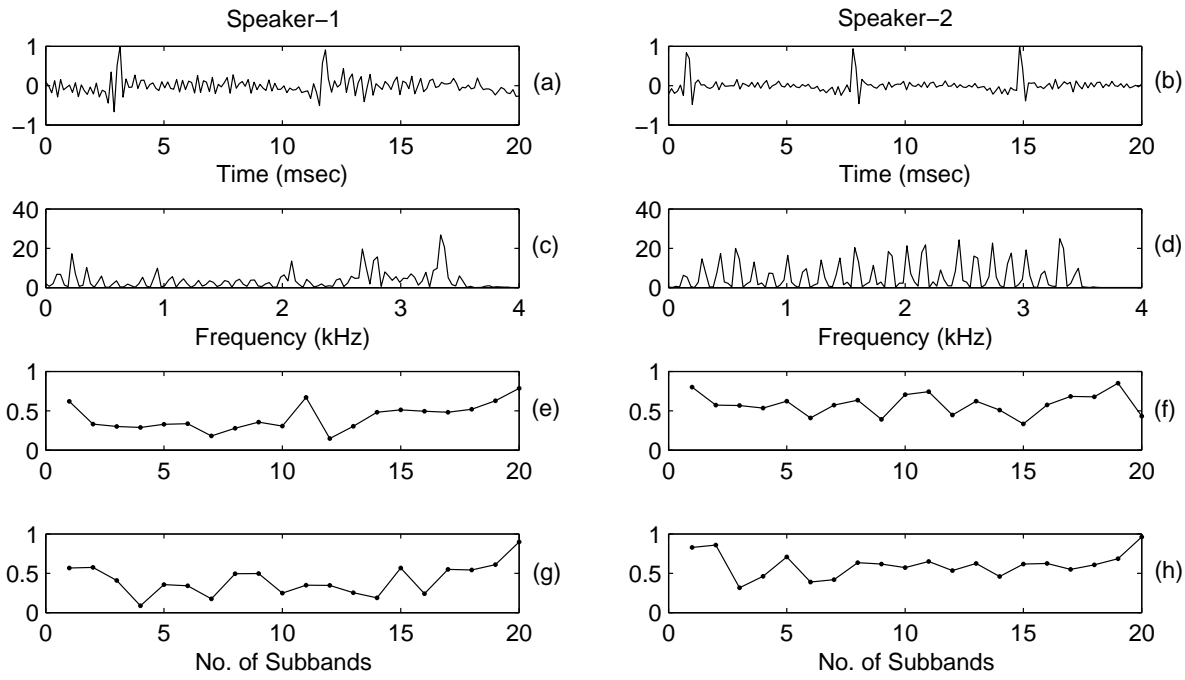 Speaker−1
Speaker−2
1
0
−1
0 5 10 15 20
Time (msec)
(a)
1
0
−1
0 5 10 15 20
Time (msec)
(b)
40
20
0
0 1 2 3 4
Frequency (kHz)
(c)
40
20
0
0 1 2 3 4
Frequency (kHz)
(d)
1
0.5
0
0 5 10 15 20
(e)
1
0.5
0
0 5 10 15 20
(f)
1
0.5
0
0 5 10 15 20
No. of Subbands
(g)
1
0.5
0
0 5 10 15 20
No. of Subbands
(h)